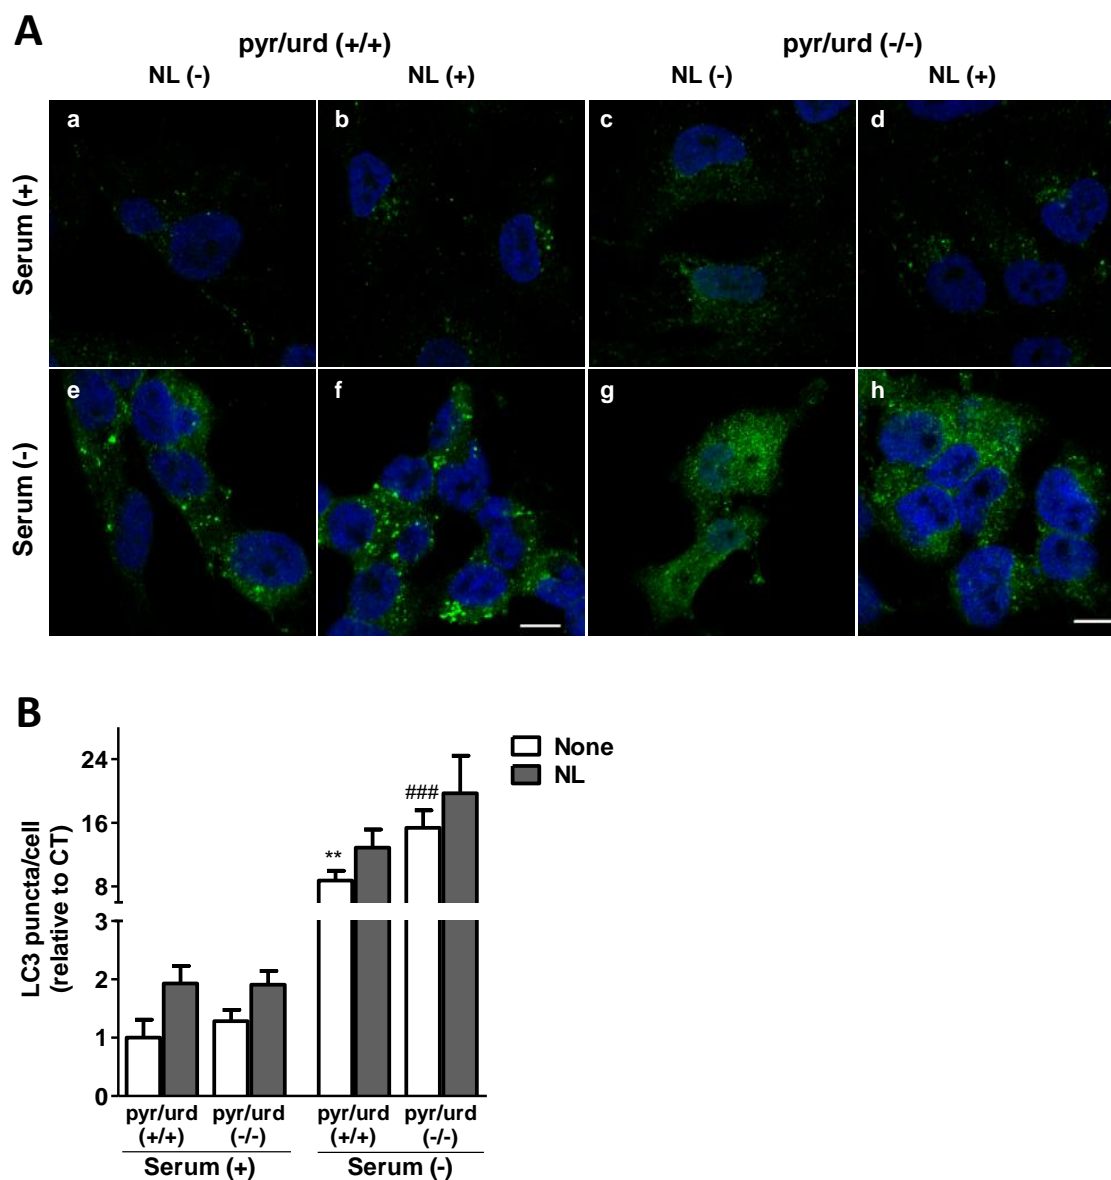 A
pyr/urd (+/+) pyr/urd (-/-)
NL (-) NL (+) NL (-) NL (+)
Serum (+)
a b c d
Serum (-)
e f g h
B
LC3 puncta/cell
(relative to CT)
24
16
8
3
2
1
0
** ###
None
NL
pyr/urd pyr/urd pyr/urd pyr/urd
(+/+) (-/-) (+/+) (-/-)
Serum (+) Serum (-)